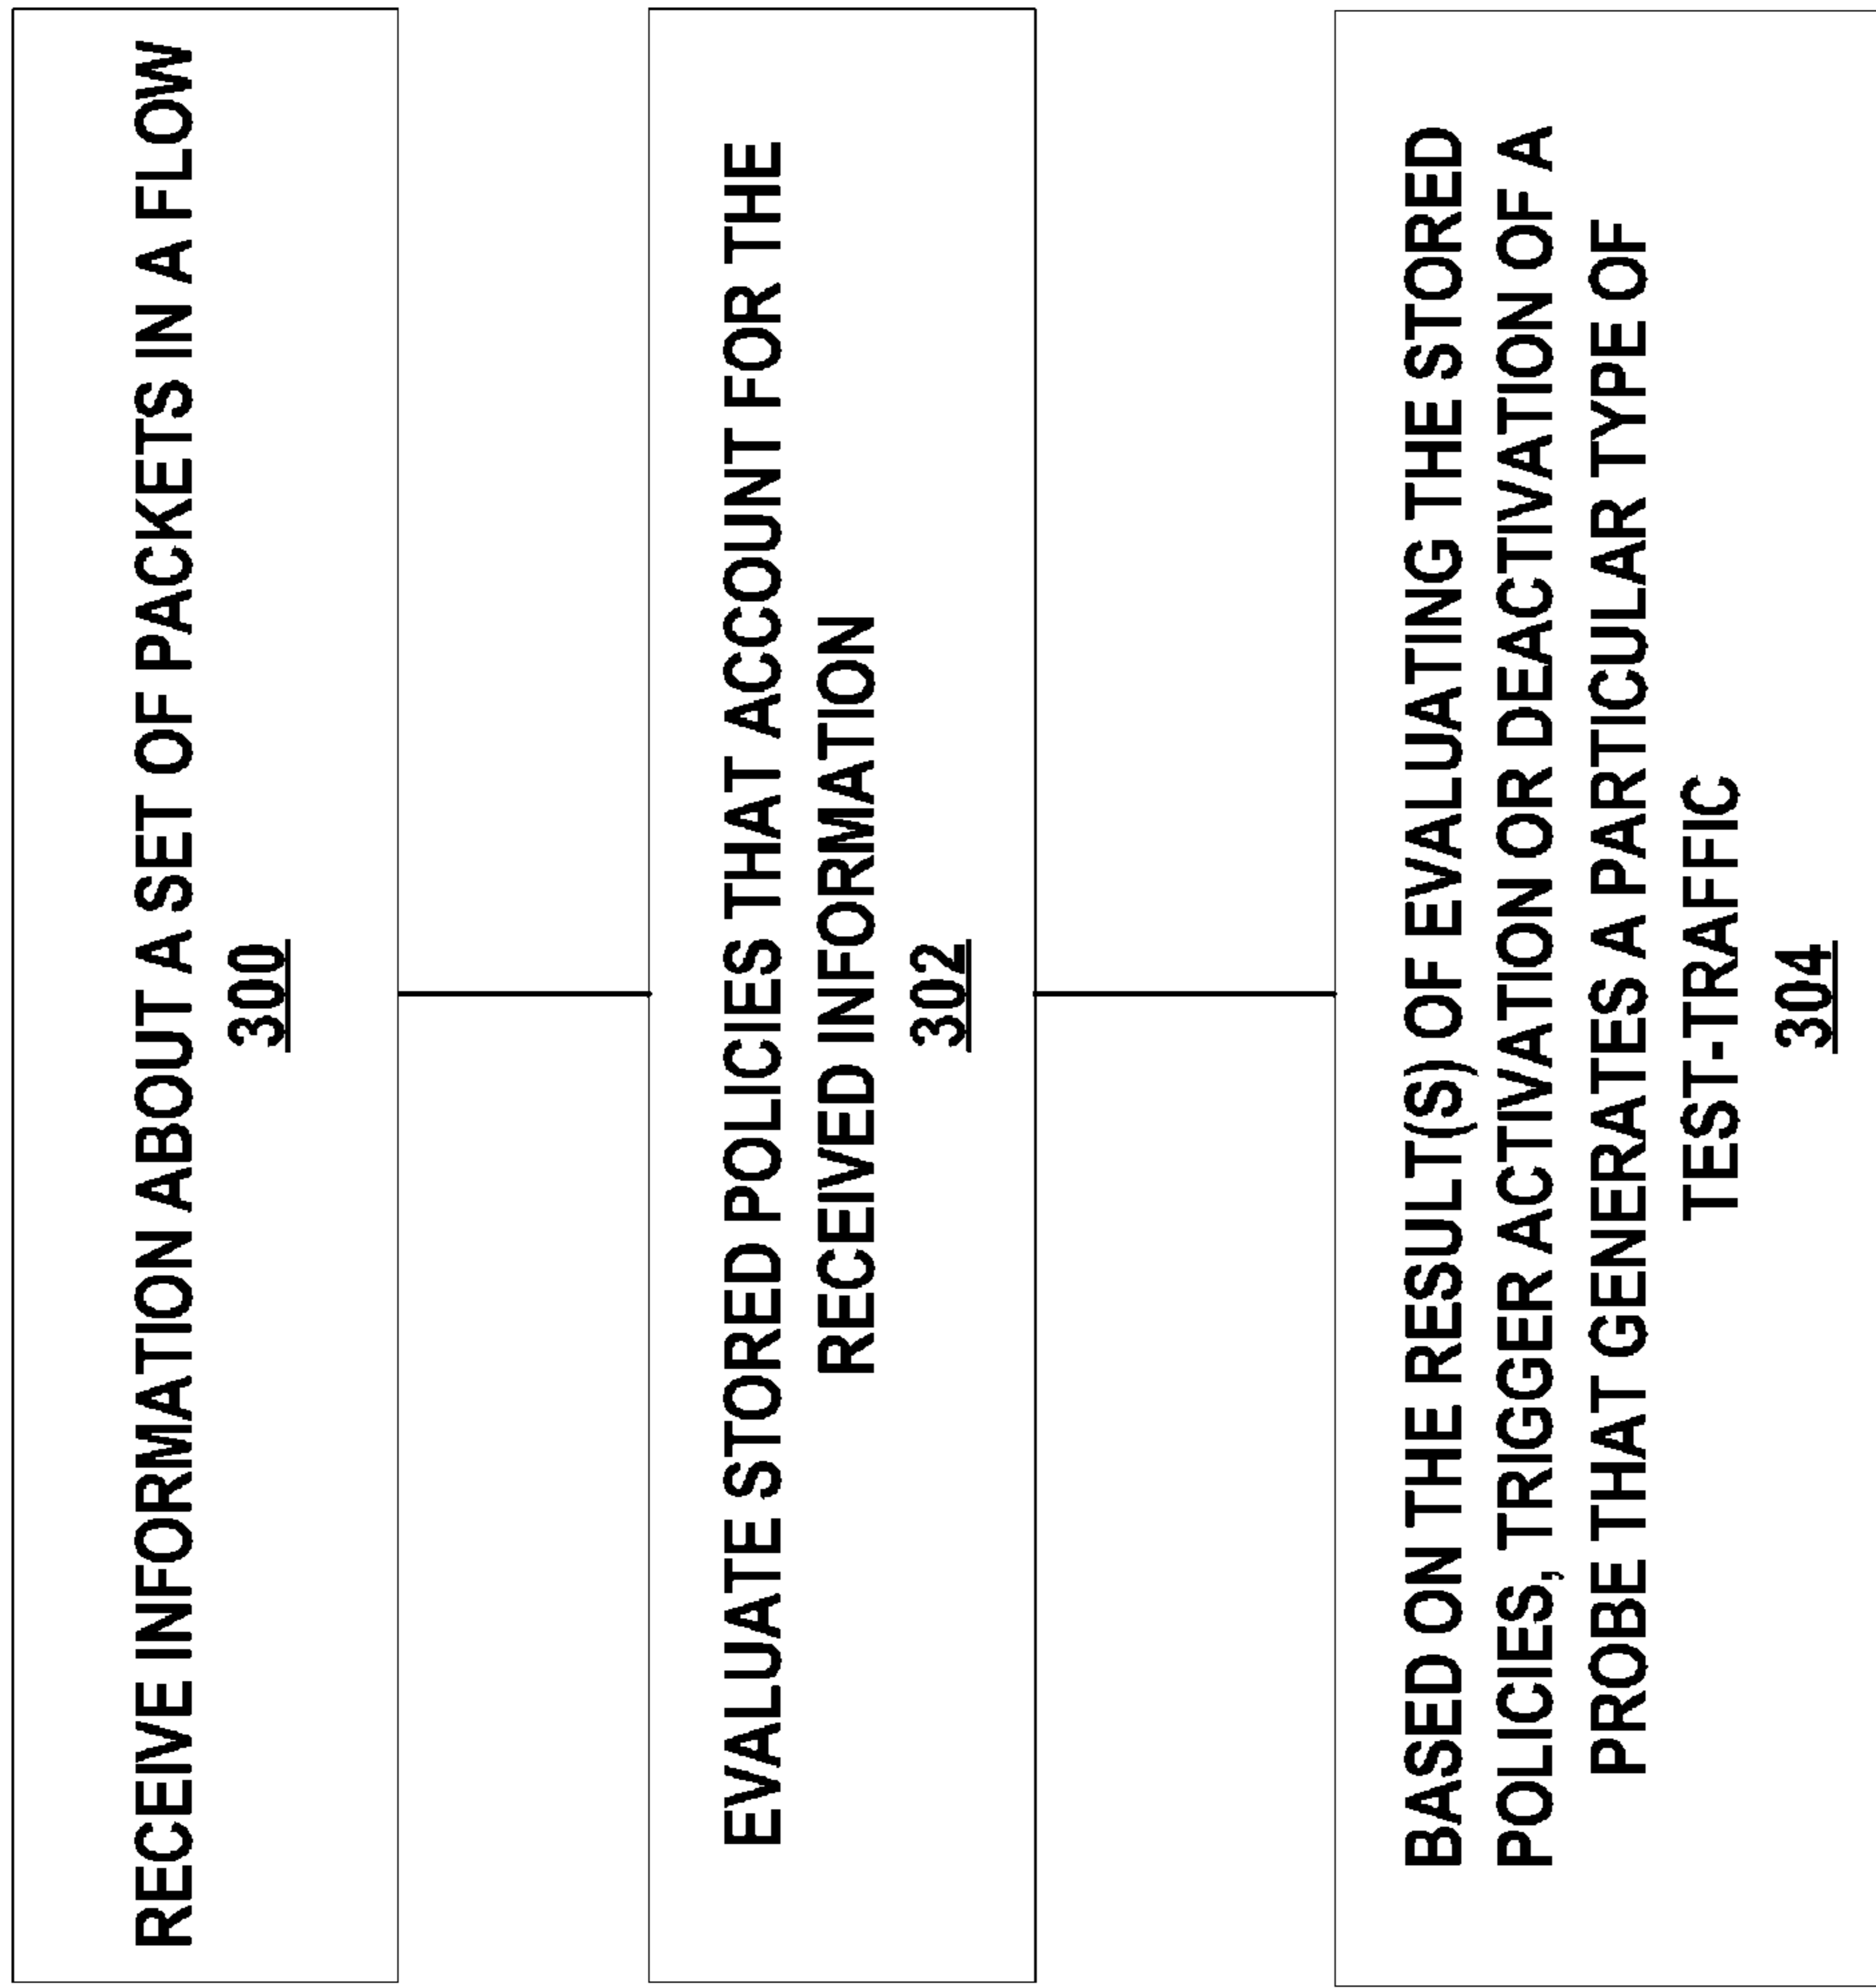 RECEIVE INFORMATION ABOUT A SET OF PACKETS IN A FLOW
300
EVALUATE STORED POLICIES THAT ACCOUNT FOR THE
RECEIVED INFORMATION
302
BASED ON THE RESULT(S) OF EVALUATING THE STORED
POLICIES, TRIGGER ACTIVATION OR DEACTIVATION OF A
PROBE THAT GENERATES A PARTICULAR TYPE OF
TEST-TRAFFIC
304